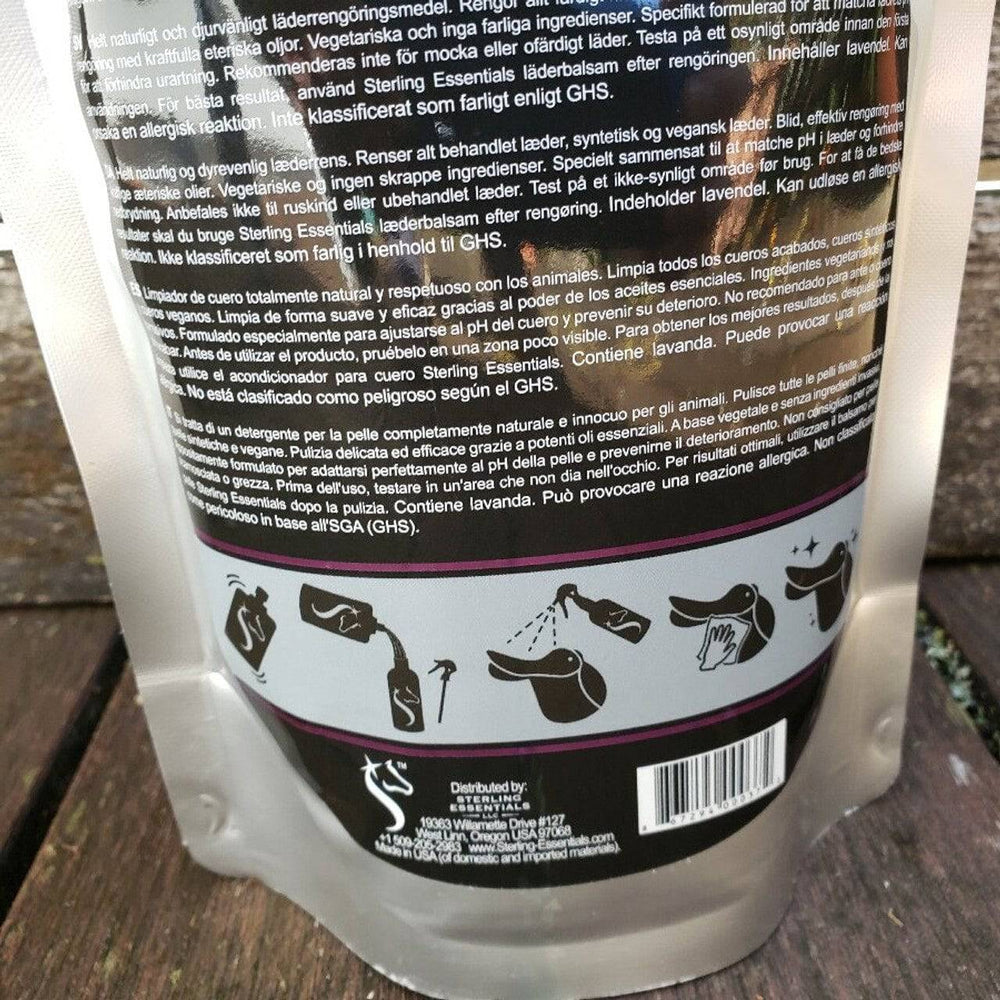 SV Helt naturligt och djurvänligt läderrengöringsmedel. Rengör allt
rengöring med kraftfulla eteriska oljor. Vegetariska och inga farliga ingredienser. Specifikt formulerad för att matcha
för att förhindra urartning. Rekommenderas inte för mocka eller ofärdigt läder. Testa på ett osynligt område innan den första
användningen. För bästa resultat, använd Sterling Essentials läderbalsam efter rengöring. Innehåller lavendel. Kan
orsaka en allergisk reaktion. Inte klassificerat som farligt enligt GHS.
Helt naturlig og dyrevenlig læderrens. Renser alt behandlet læder, syntetisk og vegansk læder. Blid, effektiv rengøring med
æteriske olier. Vegetariske og ingen skrappe ingredienser. Specielt sammensat til at matche pH i læder og forhindre
Anbefales ikke til ruskind eller ubehandlet læder. Test på et ikke-synligt område før brug. For at få de bedste
resultater skal du bruge Sterling Essentials læderbalsam efter rengøring. Indeholder lavendel. Kan udløse en allergisk
reaktion. Ikke klassificeret som farlig i henhold til GHS.
ES Limpiador de cuero totalmente natural y respetuoso con los animales. Limpia todos los cueros acabados, cueros sintéticos
veganos. Limpia de forma suave y eficaz gracias al poder de los aceites esenciales. Ingredientes vegetarianos y no
Formulado especialmente para ajustarse al pH del cuero y prevenir su deterioro. No recomendado para ante o cuero
Antes de utilizar el producto, pruébelo en una zona poco visible. Para obtener los mejores resultados, después de la
utilice el acondicionador para cuero Sterling Essentials. Contiene lavanda. Puede provocar una reacción
alérgica. No está clasificado como peligroso según el GHS.
IT Si tratta di un detergente per la pelle completamente naturale e innocuo per gli animali. Pulisce tutte le pelli finite, nonché
sintetiche e vegane. Pulizia delicata ed efficace grazie a potenti oli essenziali. A base vegetale e senza ingredienti invasivi.
formulato per adattarsi perfettamente al pH della pelle e prevenirne il deterioramento. Non consigliato per pelle
scamosciata o grezza. Prima dell'uso, testare in un'area che non dia nell'occhio. Per risultati ottimali, utilizzare il balsamo per
Sterling Essentials dopo la pulizia. Contiene lavanda. Può provocare una reazione allergica. Non classificato
come pericoloso in base all'SGA (GHS).
TM
Distributed by:
STERLING
ESSENTIALS
LLC
19363 Willamette Drive #127
West Linn, Oregon USA 97068
+1 509-205-2983 www.Sterling-Essentials.com
Made in USA (of domestic and imported materials).